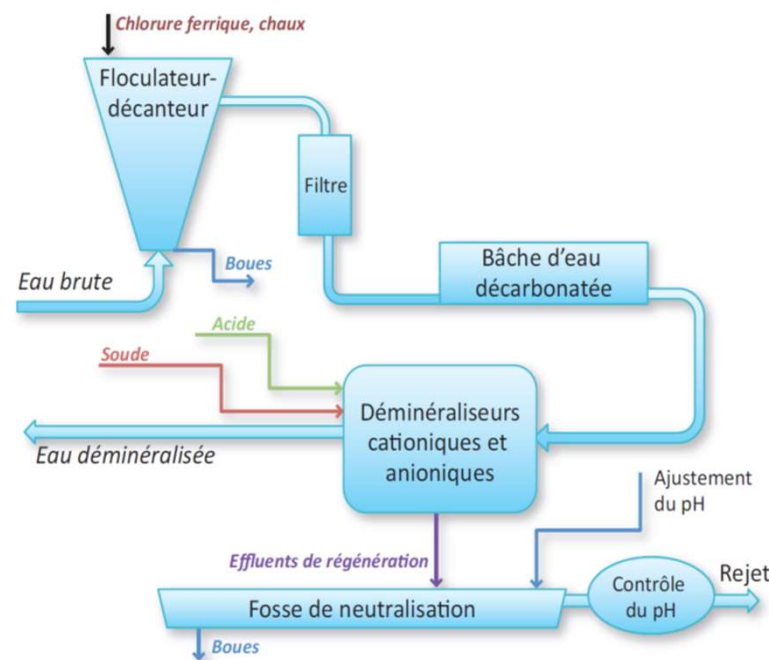 Chlorure ferrique, chaux
Floculateur-
décanteur
Filtre
Boues
Eau brute
Bâche d'eau
décarbonatée
Acide
Soude
Déminéraliseurs
cationiques et
anioniques
Eau déminéralisée
Ajustement
du pH
Effluents de régénération
Fosse de neutralisation
Contrôle
du pH
Rejet
Boues